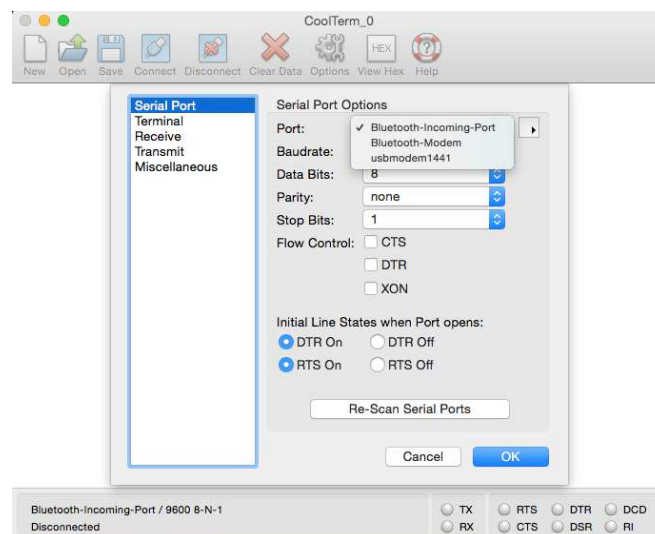 CoolTerm_0
New Open Save Connect Disconnect Clear Data Options View Hex Help
HEX
Serial Port
Terminal
Receive
Transmit
Miscellaneous
Serial Port Options
Port:
Bluetooth-Incoming-Port
Bluetooth-Modem
usbmodem1441
Baudrate:
Data Bits: 8
Parity: none
Stop Bits: 1
Flow Control: CTS
DTR
XON
Initial Line States when Port opens:
DTR On DTR Off
RTS On RTS Off
Re-Scan Serial Ports
Cancel OK
Bluetooth-Incoming-Port / 9600 8-N-1
Disconnected
TX RTS DTR DCD
RX CTS DSR RI